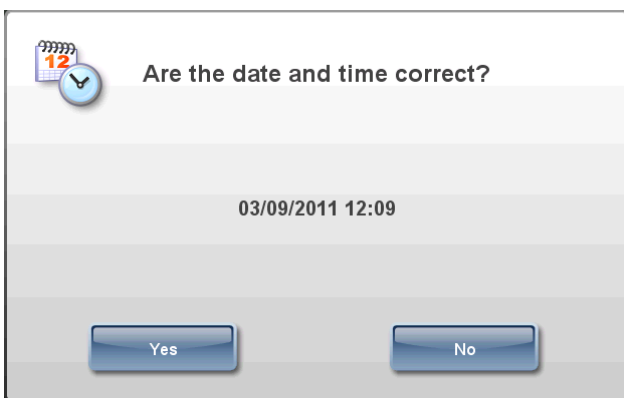 12
Are the date and time correct?
03/09/2011 12:09
Yes
No